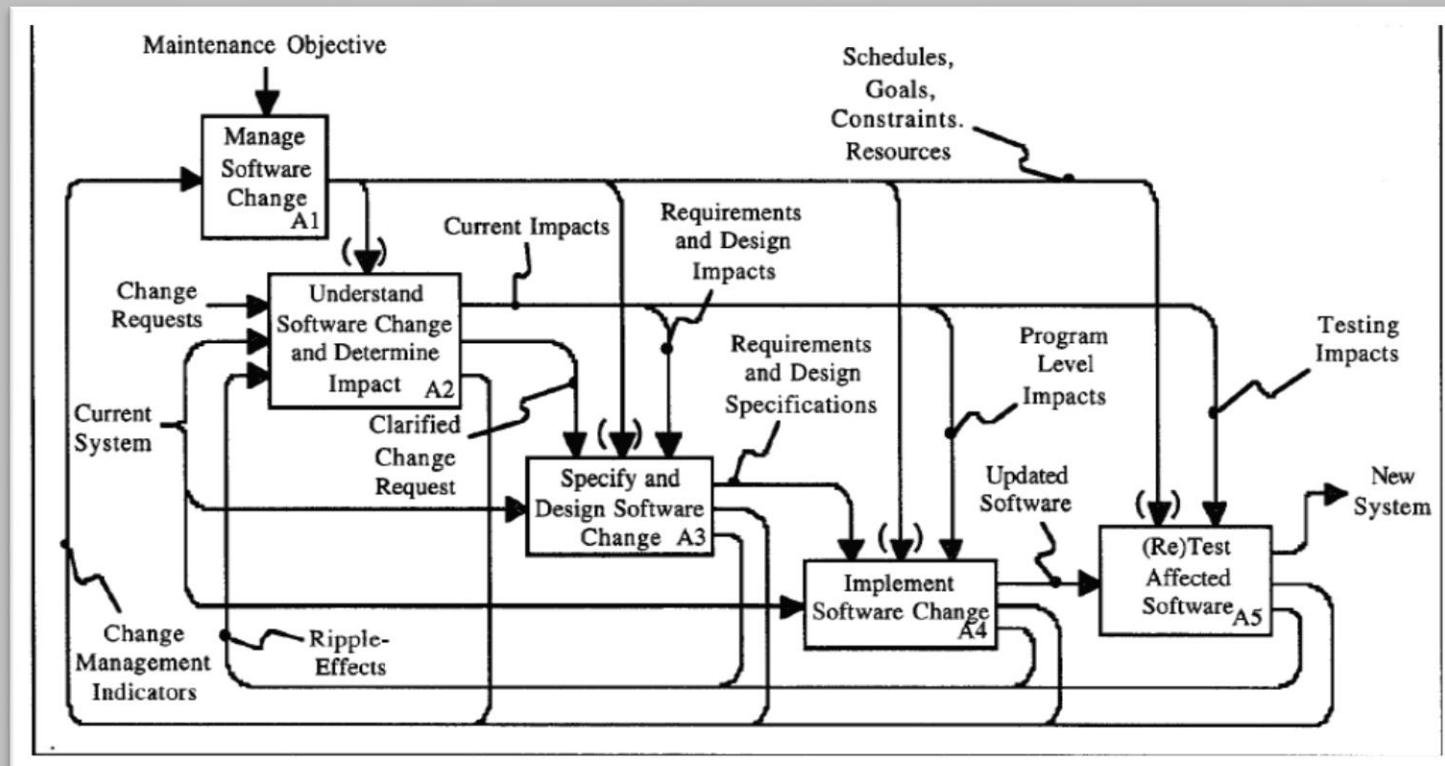 Maintenance Objective
Schedules,
Goals,
Constraints.
Resources
Manage
Software
Change
A1
Current Impacts
Requirements
and Design
Impacts
Change
Requests
Understand
Software Change
and Determine
Impact A2
Requirements
and Design
Specifications
Program
Level
Impacts
Testing
Impacts
Current
System
Clarified
Change
Request
Specify and
Design Software
Change A3
Updated
Software
New
System
(Re)Test
Affected
Software
A5
Implement
Software Change
A4
Change
Management
Indicators
Ripple-
Effects